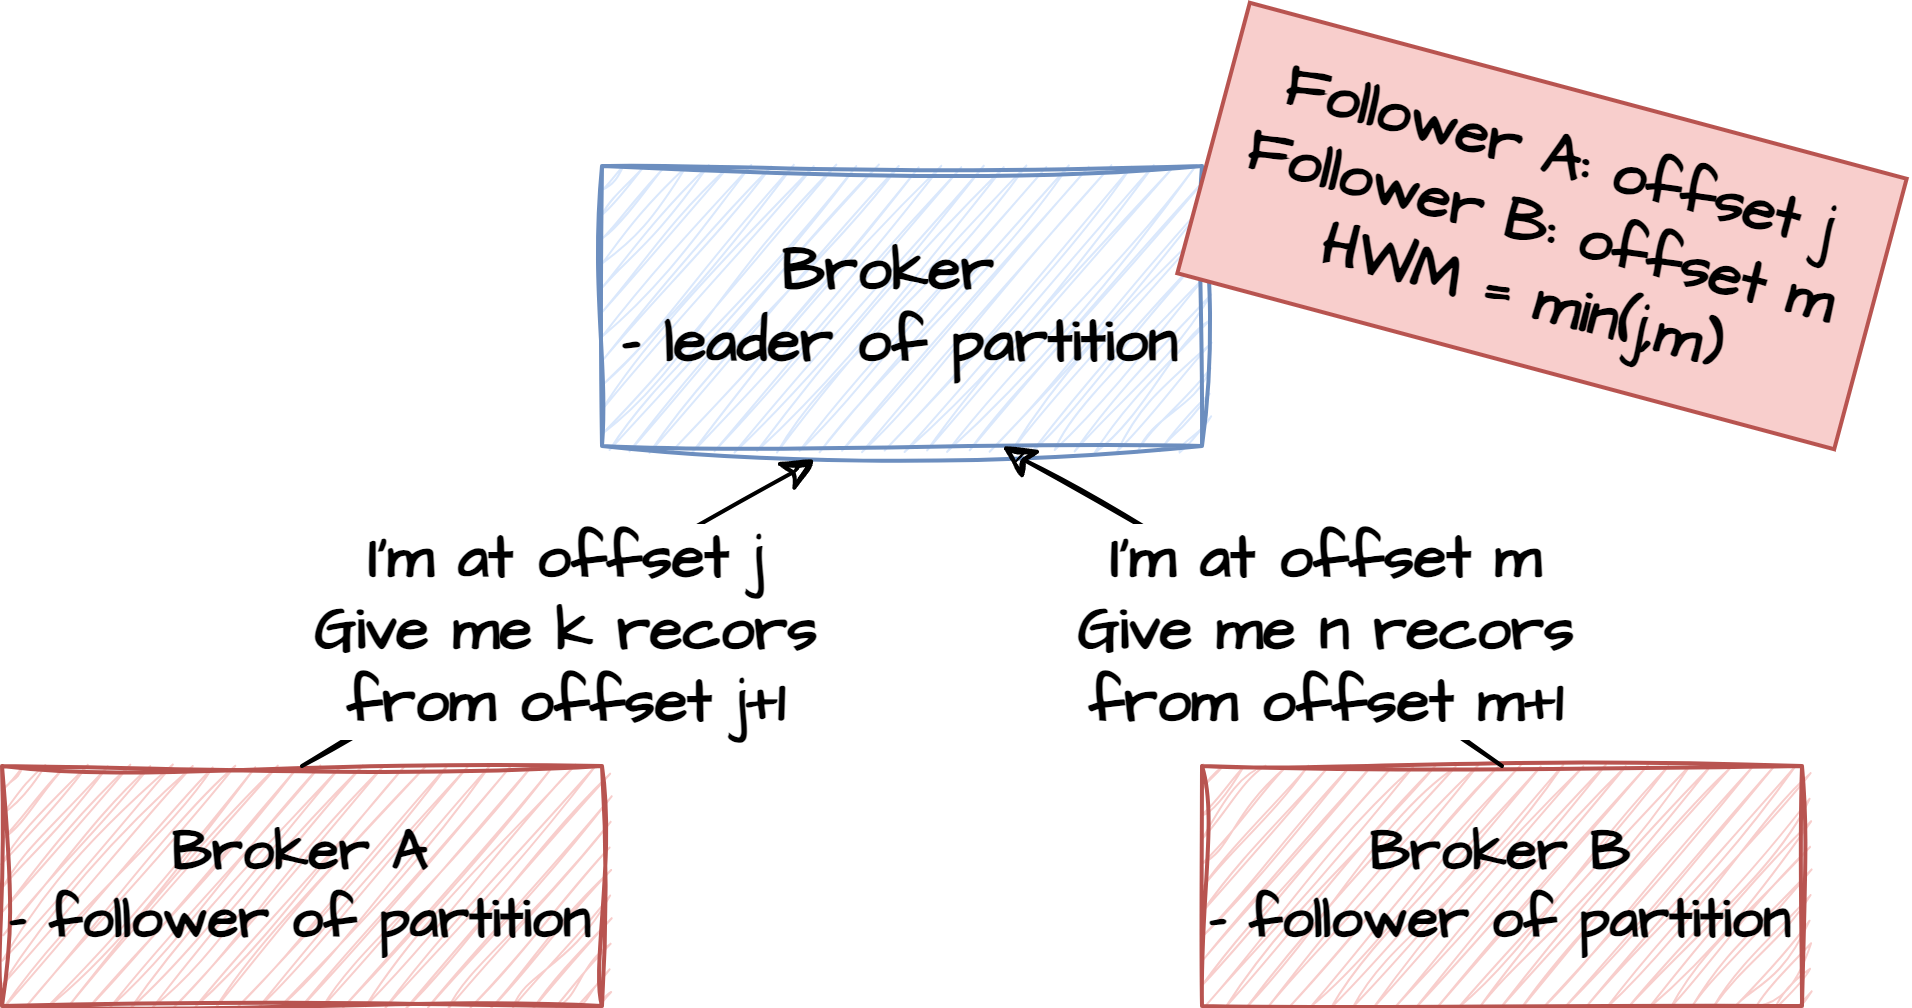 Follower A: offset j
Follower B: offset m
HWM = min(j,m)
Broker
- leader of partition
I'm at offset j
Give me k recors
from offset j+1
I'm at offset m
Give me n recors
from offset m+1
Broker A
- follower of partition
Broker B
- follower of partition